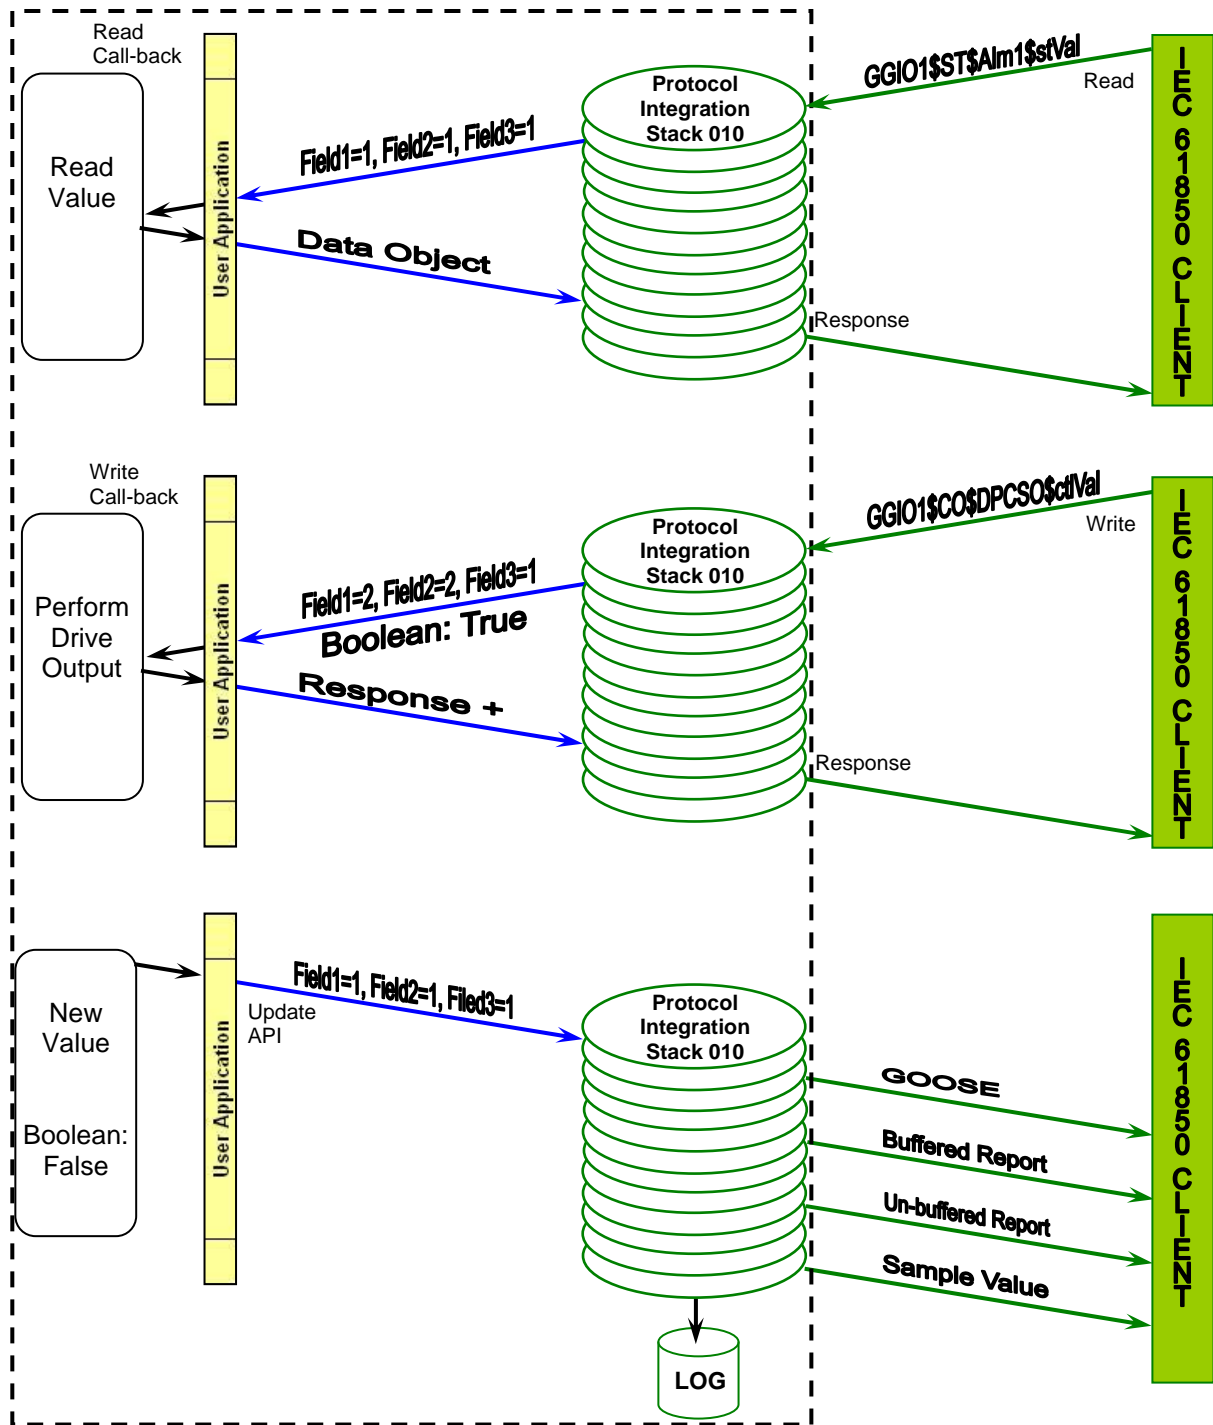 Read
Call-back
Read
Value
User Application
Field1=1, Field2=1, Field3=1
Data Object
Protocol
Integration
Stack 010
GGIO1$ST$Alm1$stVal
Read
Response
IEC 61850 CLIENT
Write
Call-back
Perform
Drive
Output
User Application
Field1=2, Field2=2, Field3=1
Boolean: True
Response +
Protocol
Integration
Stack 010
GGIO1$CO$DPCSO$ctlVal
Write
Response
IEC 61850 CLIENT
New
Value
Boolean:
False
User Application
Field1=1, Field2=1, Filed3=1
Update
API
Protocol
Integration
Stack 010
GOOSE
Buffered Report
Un-buffered Report
Sample Value
IEC 61850 CLIENT
LOG